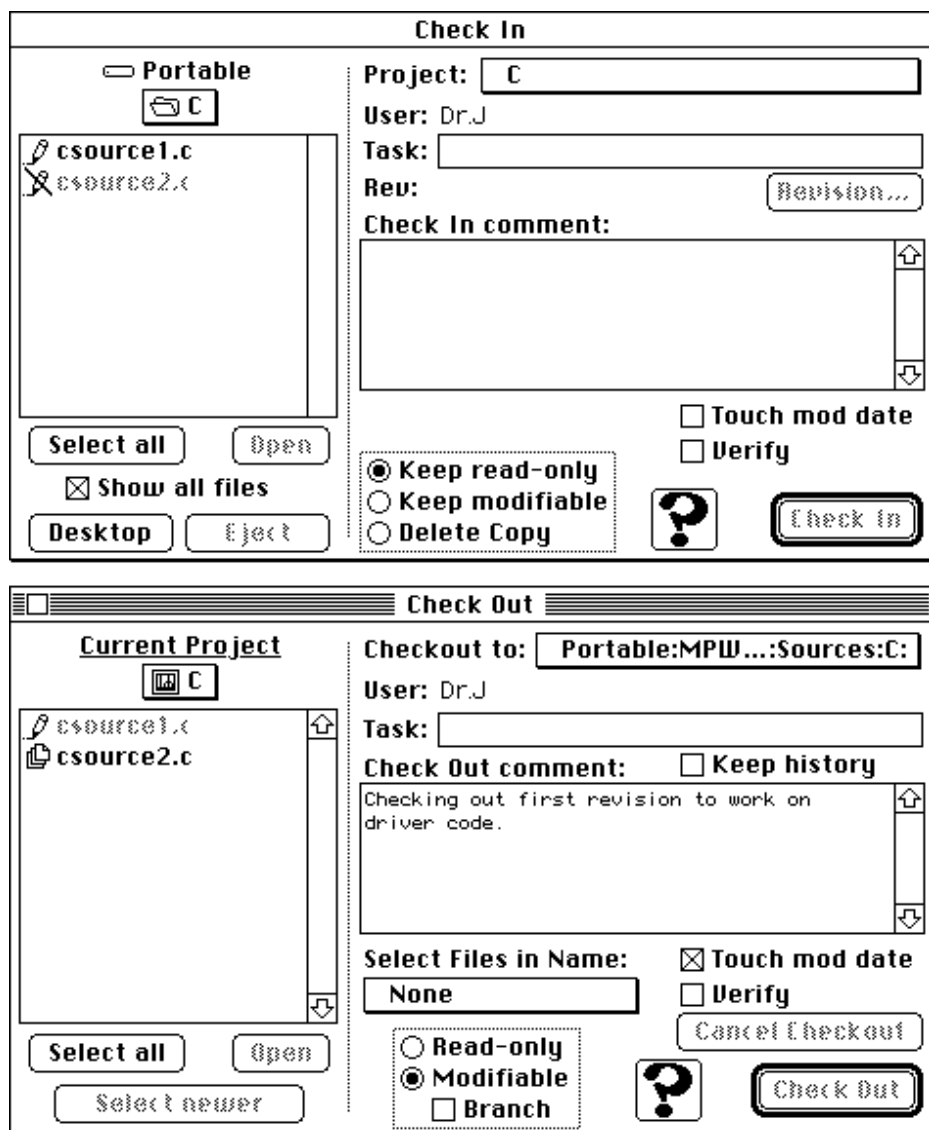 Check In
Portable
C
csource1.c
csource2.c
Select all
Open
Show all files
Desktop
Eject
Project: C
User: Dr.J
Task:
Rev:
Revision...
Check In comment:
Touch mod date
Verify
Keep read-only
Keep modifiable
Delete Copy
?
Check In
Check Out
Current Project
C
csource1.c
csource2.c
Select all
Open
Select newer
Checkout to: Portable:MPW...:Sources:C:
User: Dr.J
Task:
Check Out comment:
Keep history
Checking out first revision to work on
driver code.
Select Files in Name:
None
Touch mod date
Verify
Cancel Checkout
Read-only
Modifiable
Branch
?
Check Out